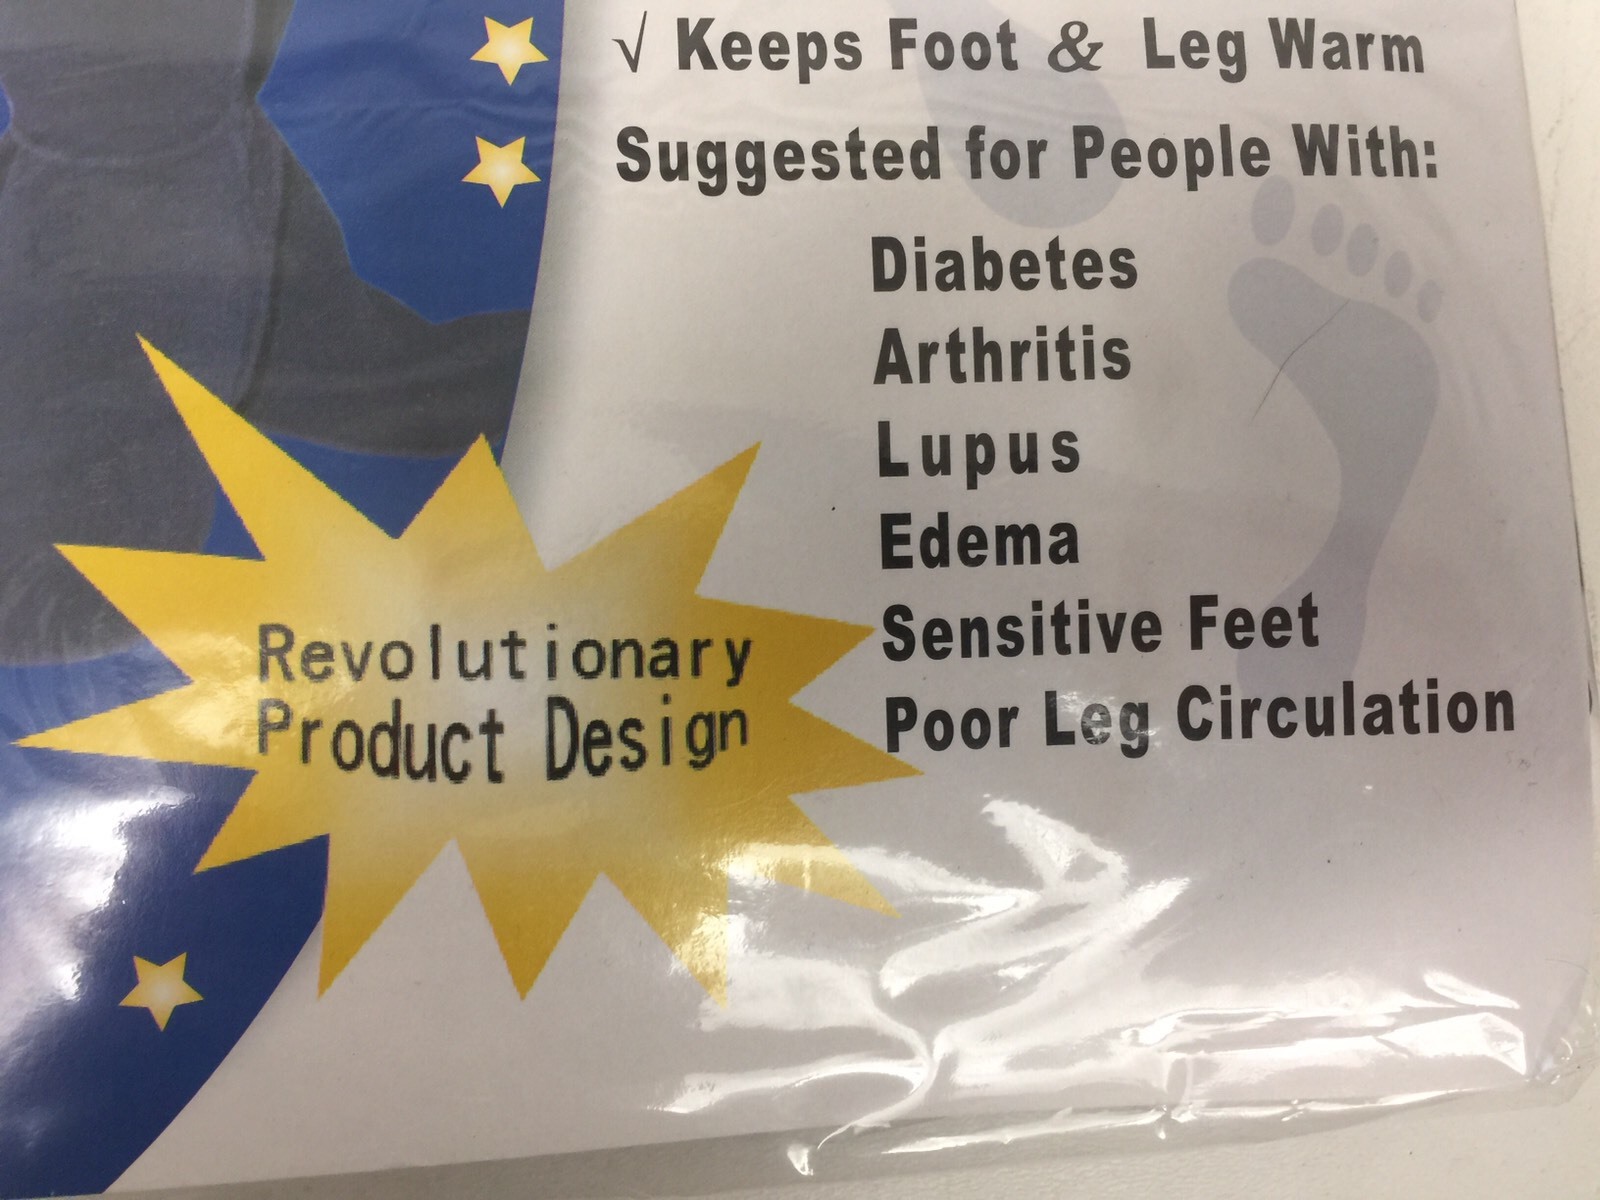 √ Keeps Foot & Leg Warm
Suggested for People With:
Diabetes
Arthritis
Lupus
Edema
Sensitive Feet
Poor Leg Circulation
Revolutionary
Product Design